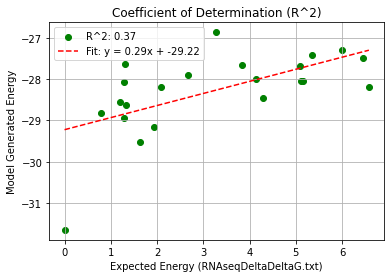 Coefficient of Determination (R^2)
R^2: 0.37
Fit: y = 0.29x + -29.22
−27
−28
−29
−30
−31
Model Generated Energy
0
1
2
3
4
5
6
Expected Energy (RNAseqDeltaDeltaG.txt)